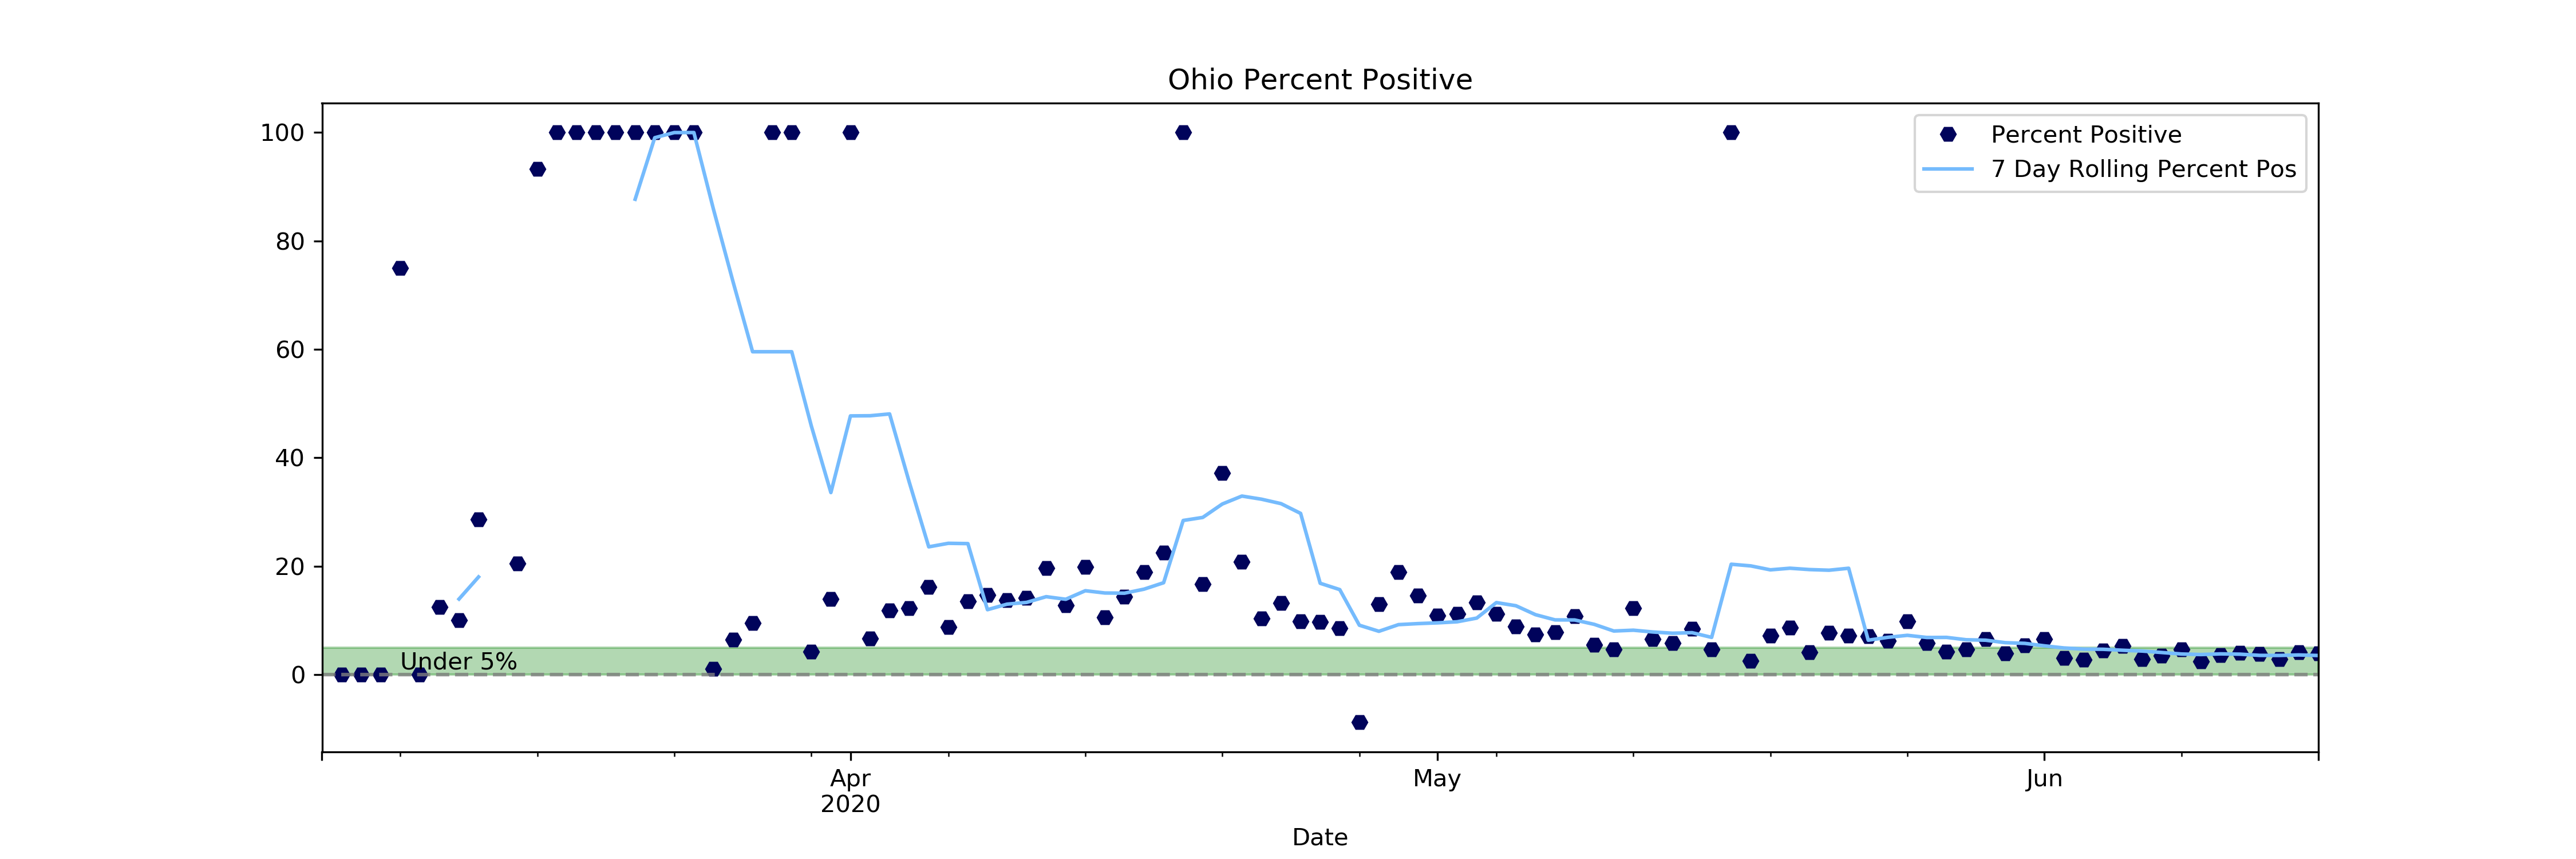 Ohio Percent Positive
100
80
60
40
20
0
Percent Positive
7 Day Rolling Percent Pos
Under 5%
Apr
2020
May
Jun
Date